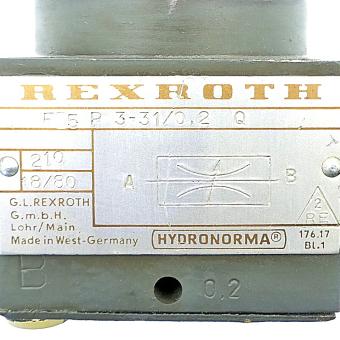 REXROTH
F 5 P 3-31/0,2 Q
210
18/80
A B
G.L.REXROTH
G.m.b.H.
Lohr/Main
Made in West-Germany
HYDRONORMA®
2
RE
176.17
Bl.1
B
0,2